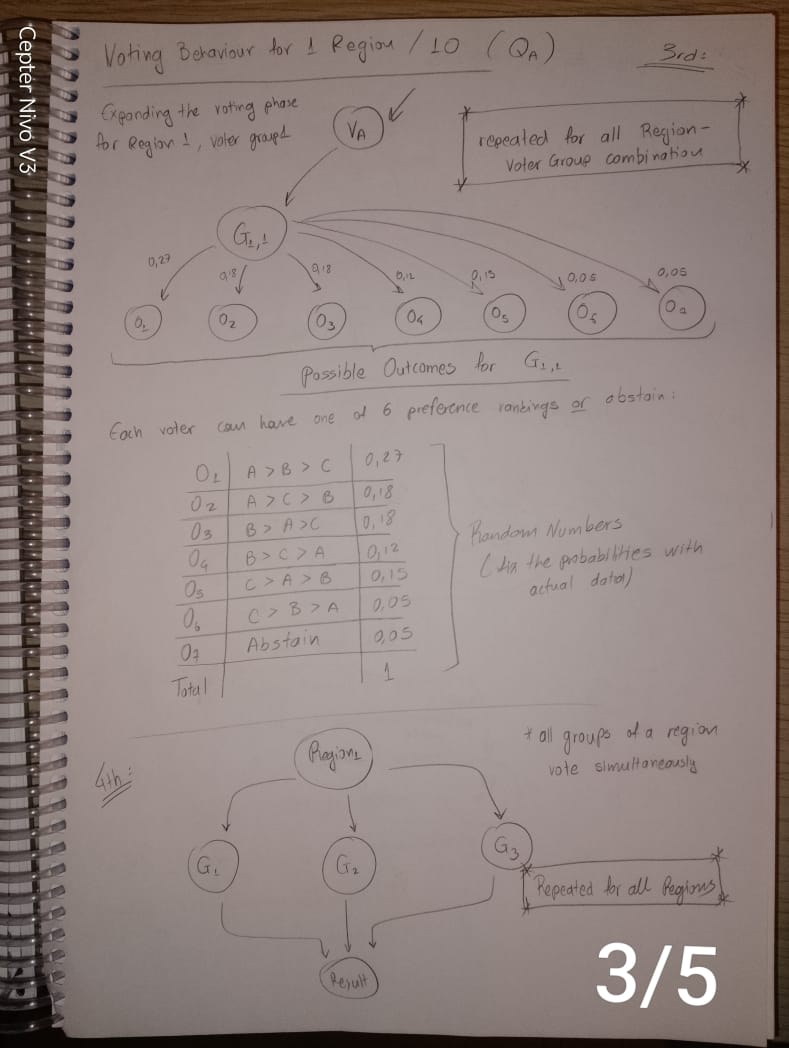 Cepter Nivo V3
Voting Behaviour for 1 Region / 10 (QA)
3rd:
Expanding the voting phase
for Region 1, voter group1
VA
repeated for all Region-
Voter Group combination
G1,1
0,27
0,18
0,18
0,12
0,15
0,05
0,05
O1
O2
O3
O4
O5
O6
Oa
Possible Outcomes for G1,1
Each voter can have one of 6 preference rankings or abstain:
O1 A > B > C 0,27
O2 A > C > B 0,18
O3 B > A > C 0,18
O4 B > C > A 0,12
O5 C > A > B 0,15
O6 C > B > A 0,05
O7 Abstain 0,05
Total 1
Random Numbers
(fix the probabilities with
actual data)
4th:
Region1
* all groups of a region
vote simultaneously
G1
G2
G3
Repeated for all Regions
Result
3/5